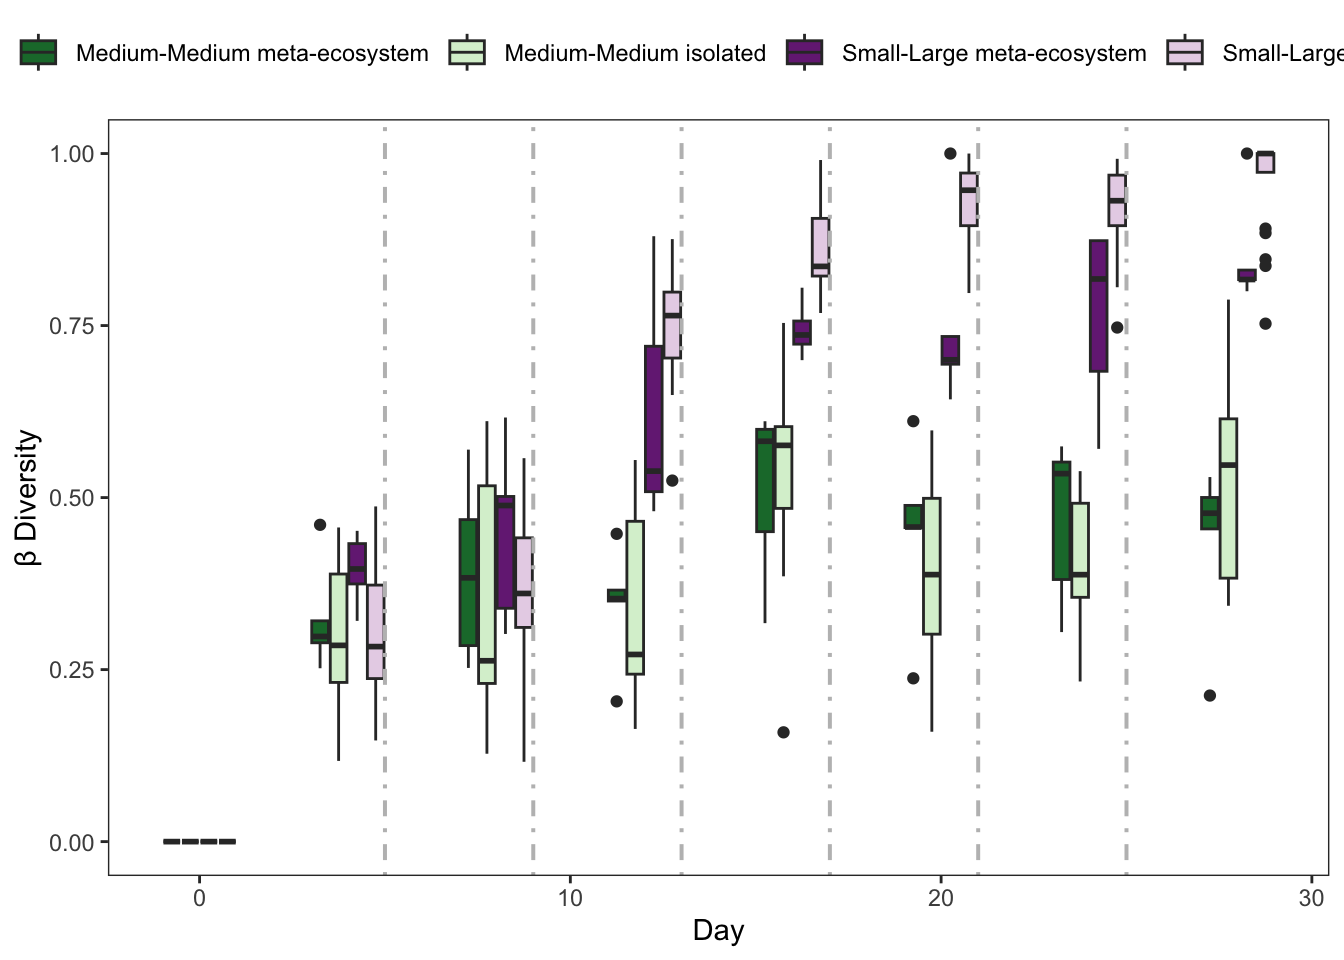 Medium-Medium meta-ecosystem Medium-Medium isolated Small-Large meta-ecosystem Small-Large
1.00
0.75
0.50
0.25
0.00
β Diversity
0 10 20 30
Day